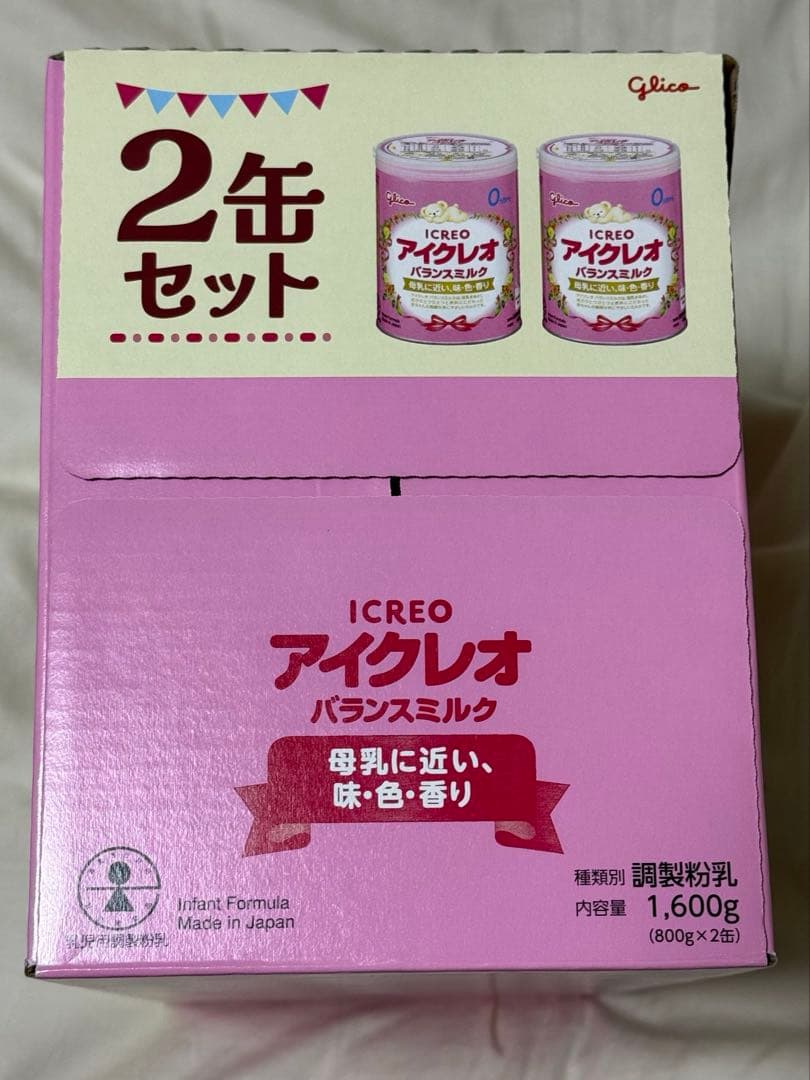 Glico
2缶
セット
Glico
0
ICREO
アイクレオ
バランスミルク
母乳に近い、味・色・香り
Glico
0
ICREO
アイクレオ
バランスミルク
母乳に近い、味・色・香り
ICREO
アイクレオ
バランスミルク
母乳に近い、
味・色・香り
乳児用調製粉乳
Infant Formula
Made in Japan
種類別 調製粉乳
内容量 1,600g
(800g×2缶)